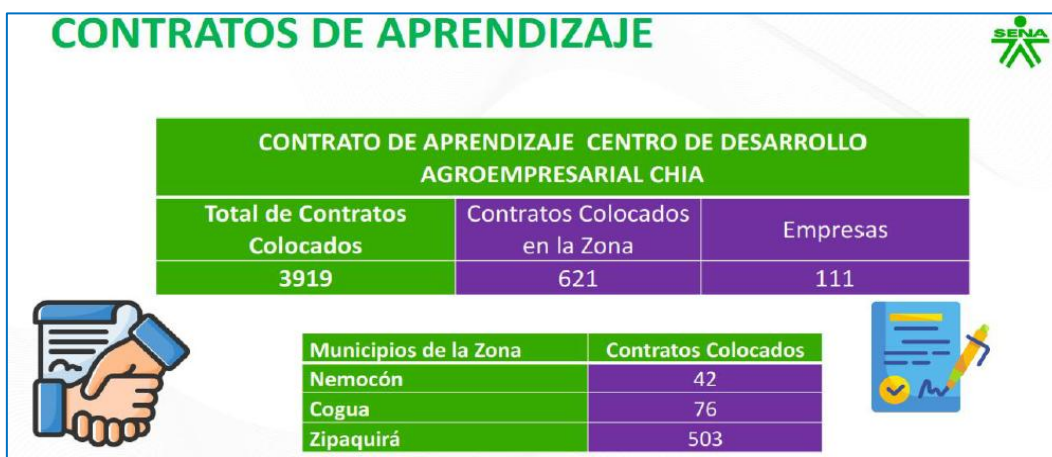 CONTRATOS DE APRENDIZAJE
SENA
CONTRATO DE APRENDIZAJE CENTRO DE DESARROLLO
AGROEMPRESARIAL CHIA
Total de Contratos Colocados
Contratos Colocados en la Zona
Empresas
3919 621 111
Municipios de la Zona Contratos Colocados
Nemocón 42
Cogua 76
Zipaquirá 503